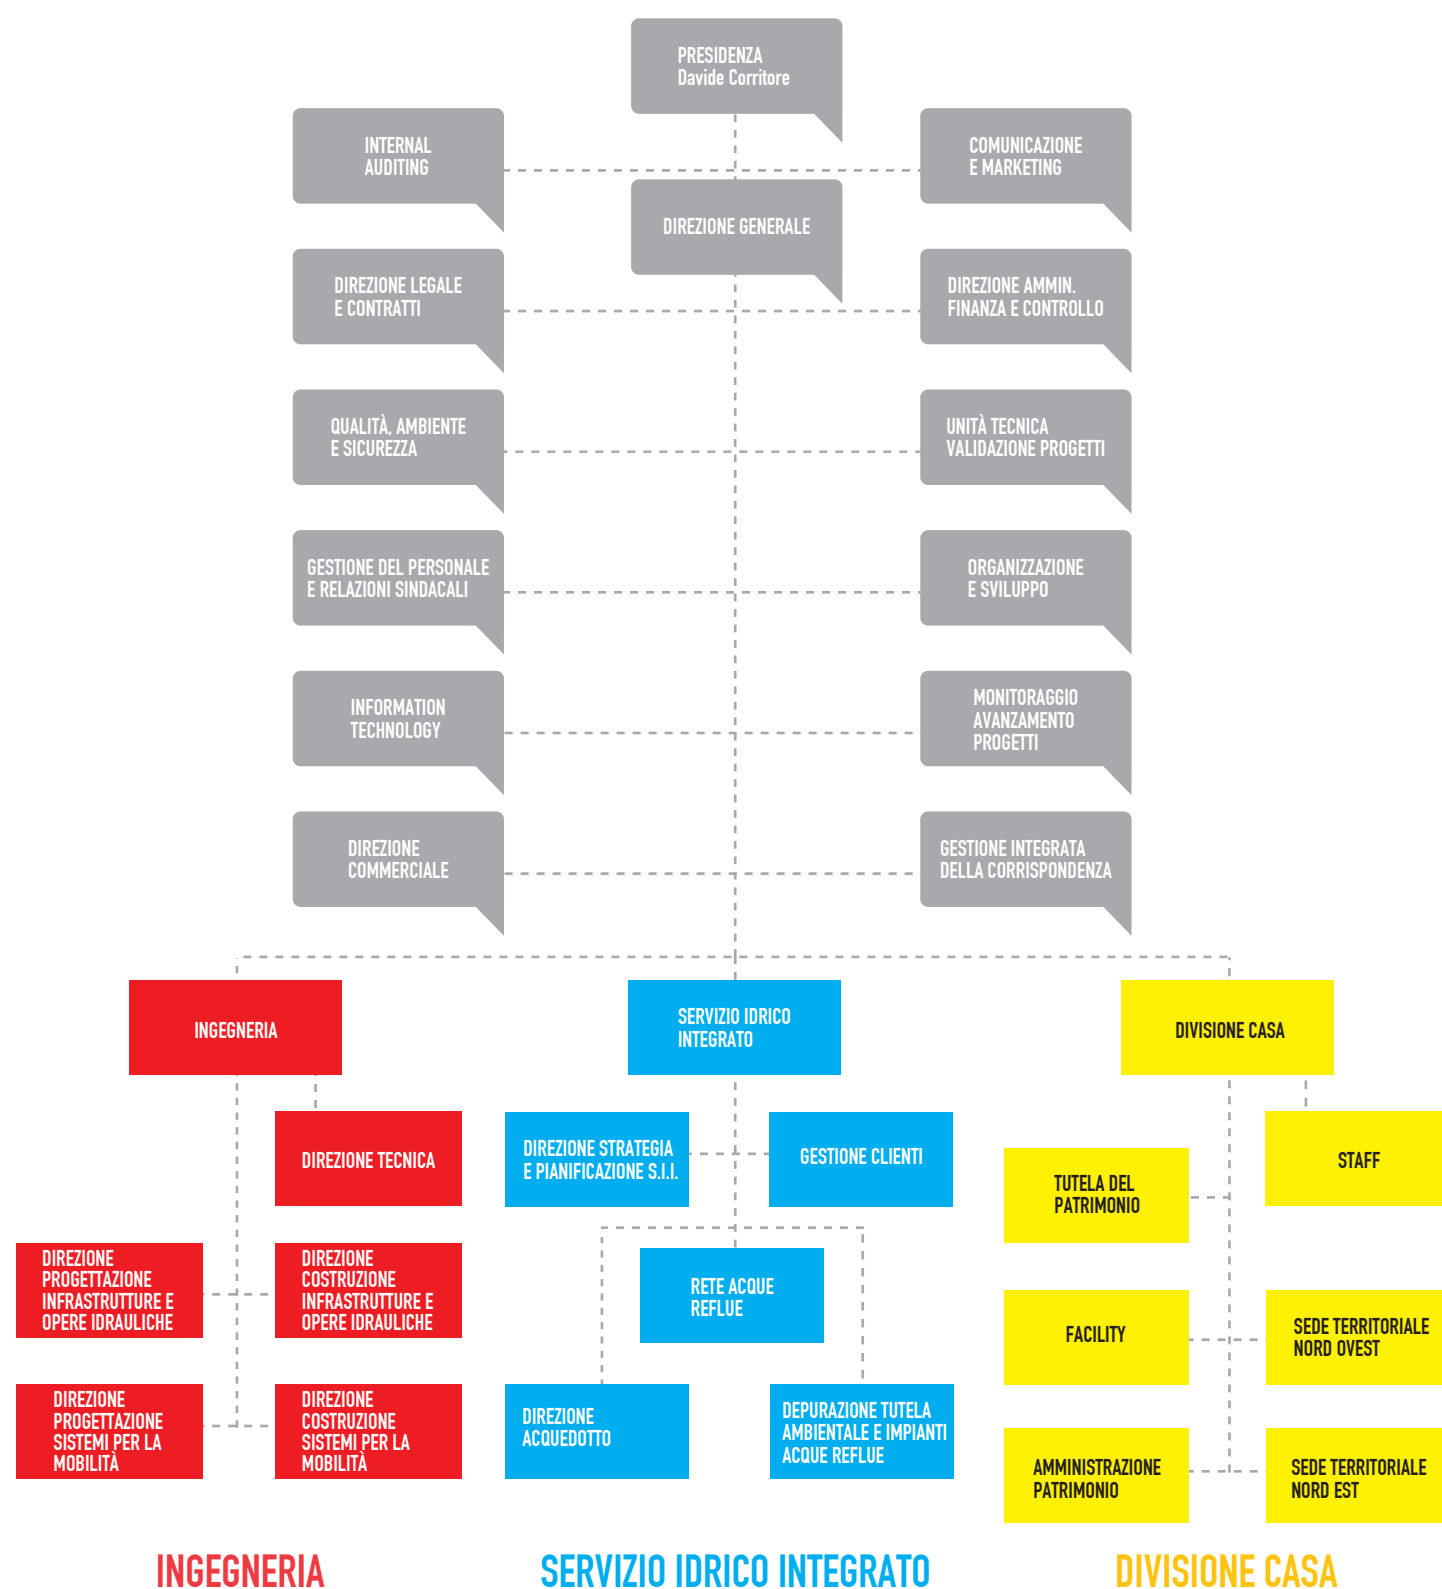 PRESIDENZA
Davide Corritore
INTERNAL
AUDITING
COMUNICAZIONE
E MARKETING
DIREZIONE GENERALE
DIREZIONE LEGALE
E CONTRATTI
DIREZIONE AMMIN.
FINANZA E CONTROLLO
QUALITÀ, AMBIENTE
E SICUREZZA
UNITÀ TECNICA
VALIDAZIONE PROGETTI
GESTIONE DEL PERSONALE
E RELAZIONI SINDACALI
ORGANIZZAZIONE
E SVILUPPO
INFORMATION
TECHNOLOGY
MONITORAGGIO
AVANZAMENTO
PROGETTI
DIREZIONE
COMMERCIALE
GESTIONE INTEGRATA
DELLA CORRISPONDENZA
INGEGNERIA
SERVIZIO IDRICO
INTEGRATO
DIVISIONE CASA
DIREZIONE TECNICA
DIREZIONE
PROGETTAZIONE
INFRASTRUTTURE E
OPERE IDRAULICHE
DIREZIONE
COSTRUZIONE
INFRASTRUTTURE E
OPERE IDRAULICHE
DIREZIONE
PROGETTAZIONE
SISTEMI PER LA
MOBILITÀ
DIREZIONE
COSTRUZIONE
SISTEMI PER LA
MOBILITÀ
DIREZIONE STRATEGIA
E PIANIFICAZIONE S.I.I.
GESTIONE CLIENTI
RETE ACQUE
REFLUE
DIREZIONE
ACQUEDOTTO
DEPURAZIONE TUTELA
AMBIENTALE E IMPIANTI
ACQUE REFLUE
STAFF
TUTELA DEL
PATRIMONIO
FACILITY
SEDE TERRITORIALE
NORD OVEST
AMMINISTRAZIONE
PATRIMONIO
SEDE TERRITORIALE
NORD EST
INGEGNERIA
SERVIZIO IDRICO INTEGRATO
DIVISIONE CASA